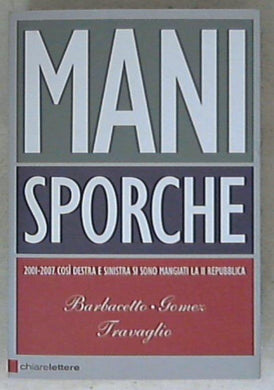 MANI
SPORCHE
2001-2007. COSÌ DESTRA E SINISTRA SI SONO MANGIATI LA II REPUBBLICA
Barbacetto · Gomez
Travaglio
chiarelettere